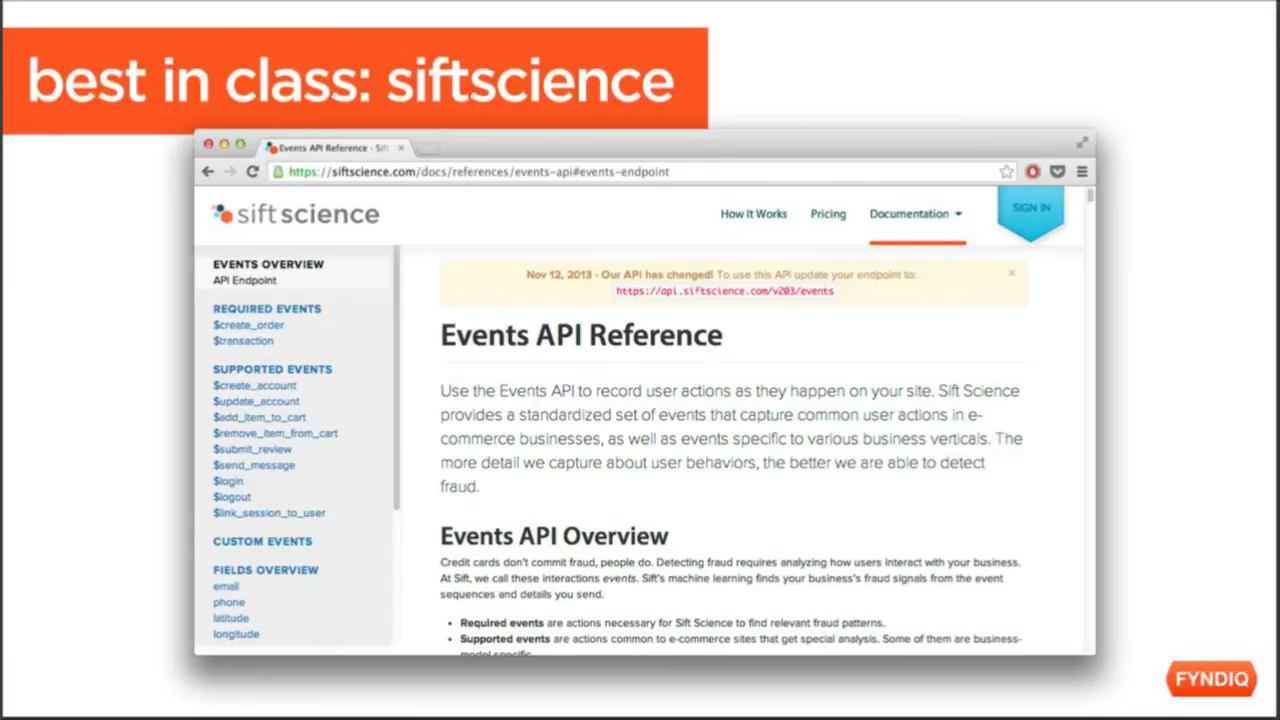 best in class: siftscience
Events API Reference - Sift
https://siftscience.com/docs/references/events-api#events-endpoint
sift science
How It Works
Pricing
Documentation
SIGN IN
EVENTS OVERVIEW
API Endpoint
REQUIRED EVENTS
$create_order
$transaction
SUPPORTED EVENTS
$create_account
$update_account
$add_item_to_cart
$remove_item_from_cart
$submit_review
$send_message
$login
$logout
$link_session_to_user
CUSTOM EVENTS
FIELDS OVERVIEW
email
phone
latitude
longitude
Nov 12, 2013 - Our API has changed! To use this API update your endpoint to:
https://api.siftscience.com/v203/events
Events API Reference
Use the Events API to record user actions as they happen on your site. Sift Science
provides a standardized set of events that capture common user actions in e-
commerce businesses, as well as events specific to various business verticals. The
more detail we capture about user behaviors, the better we are able to detect
fraud.
Events API Overview
Credit cards don't commit fraud, people do. Detecting fraud requires analyzing how users interact with your business.
At Sift, we call these interactions events. Sift's machine learning finds your business's fraud signals from the event
sequences and details you send.
• Required events are actions necessary for Sift Science to find relevant fraud patterns.
• Supported events are actions common to e-commerce sites that get special analysis. Some of them are business-
model specific.
FYNDIQ